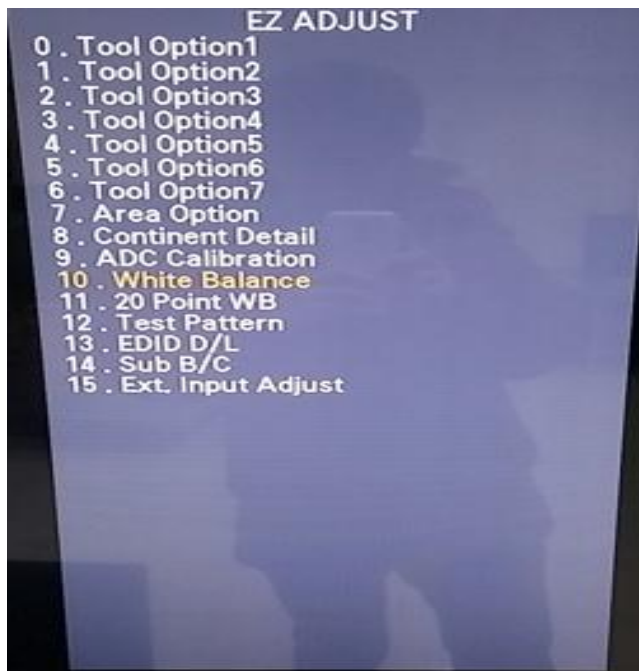 EZ ADJUST
0 . Tool Option1
1 . Tool Option2
2 . Tool Option3
3 . Tool Option4
4 . Tool Option5
5 . Tool Option6
6 . Tool Option7
7 . Area Option
8 . Continent Detail
9 . ADC Calibration
10 . White Balance
11 . 20 Point WB
12 . Test Pattern
13 . EDID D/L
14 . Sub B/C
15 . Ext. Input Adjust